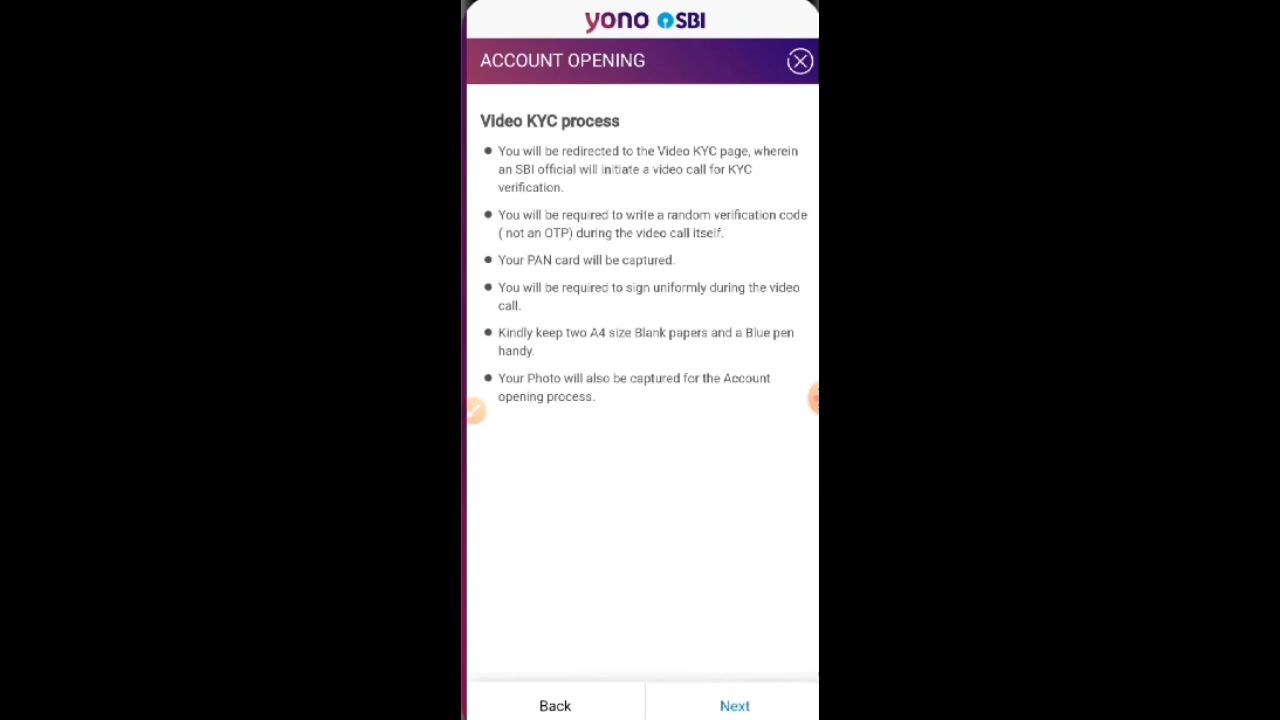 yono SBI
ACCOUNT OPENING
Video KYC process
● You will be redirected to the Video KYC page, wherein
an SBI official will initiate a video call for KYC
verification.
● You will be required to write a random verification code
( not an OTP) during the video call itself.
● Your PAN card will be captured.
● You will be required to sign uniformly during the video
call.
● Kindly keep two A4 size Blank papers and a Blue pen
handy.
● Your Photo will also be captured for the Account
opening process.
Back Next